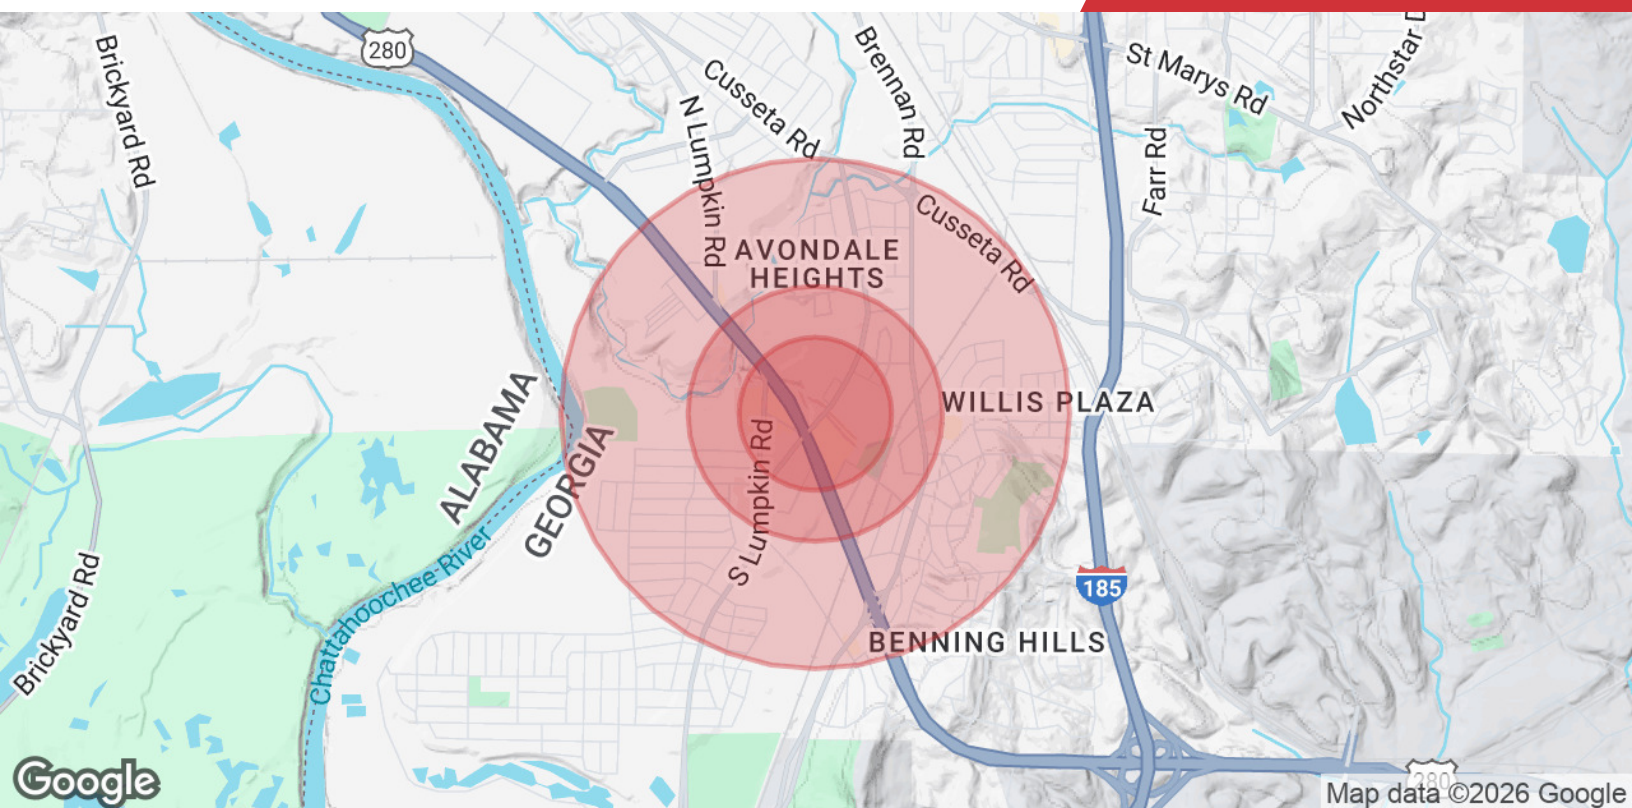 280
Brickyard Rd
Cusseta Rd
N Lumpkin Rd
Brennan Rd
St Marys Rd
Northstar D
Farr Rd
Cusseta Rd
AVONDALE
HEIGHTS
WILLIS PLAZA
ALABAMA
GEORGIA
S Lumpkin Rd
Chattahoochee River
Brickyard Rd
185
BENNING HILLS
280
Google
Map data ©2026 Google